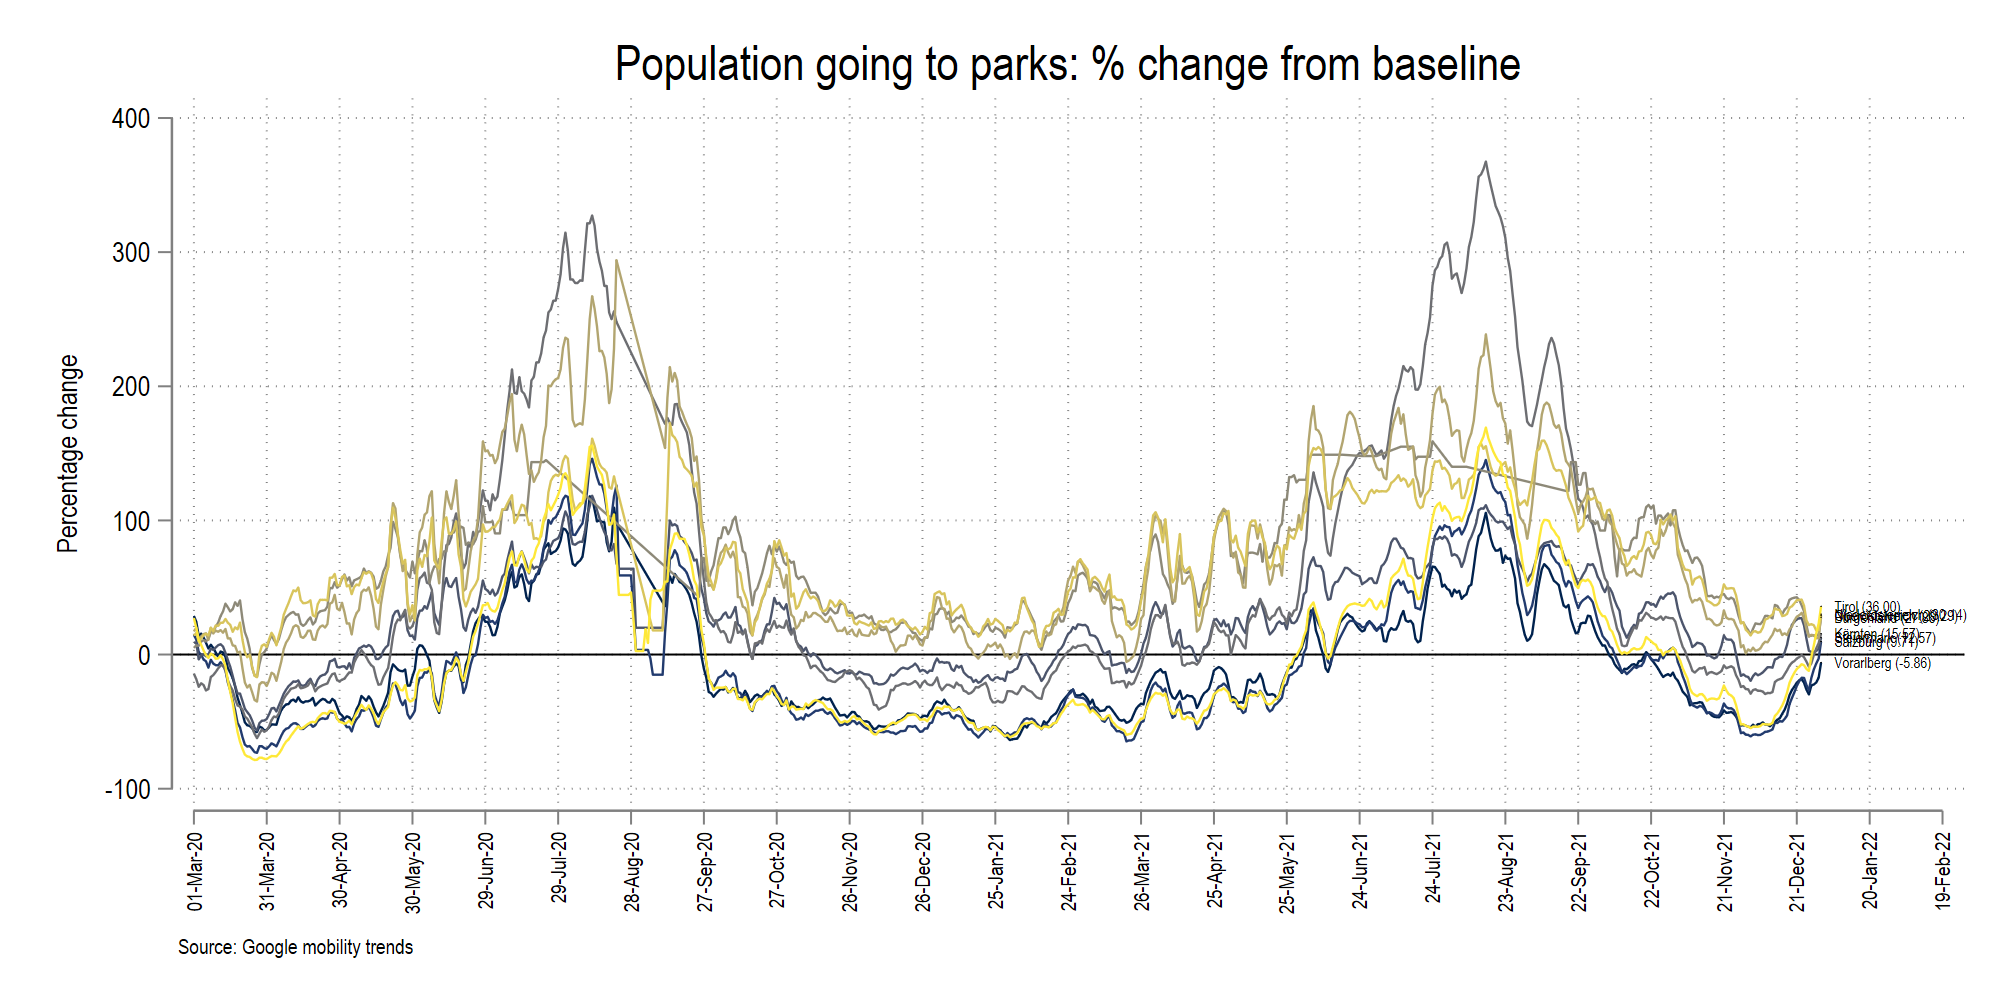 Population going to parks: % change from baseline
Percentage change
400
300
200
100
0
-100
Tirol (36.00)
Kärnten (15.57)
Vorarlberg (-5.86)
01-Mar-20
31-Mar-20
30-Apr-20
30-May-20
29-Jun-20
29-Jul-20
28-Aug-20
27-Sep-20
27-Oct-20
26-Nov-20
26-Dec-20
25-Jan-21
24-Feb-21
26-Mar-21
25-Apr-21
25-May-21
24-Jun-21
24-Jul-21
23-Aug-21
22-Sep-21
22-Oct-21
21-Nov-21
21-Dec-21
20-Jan-22
19-Feb-22
Source: Google mobility trends